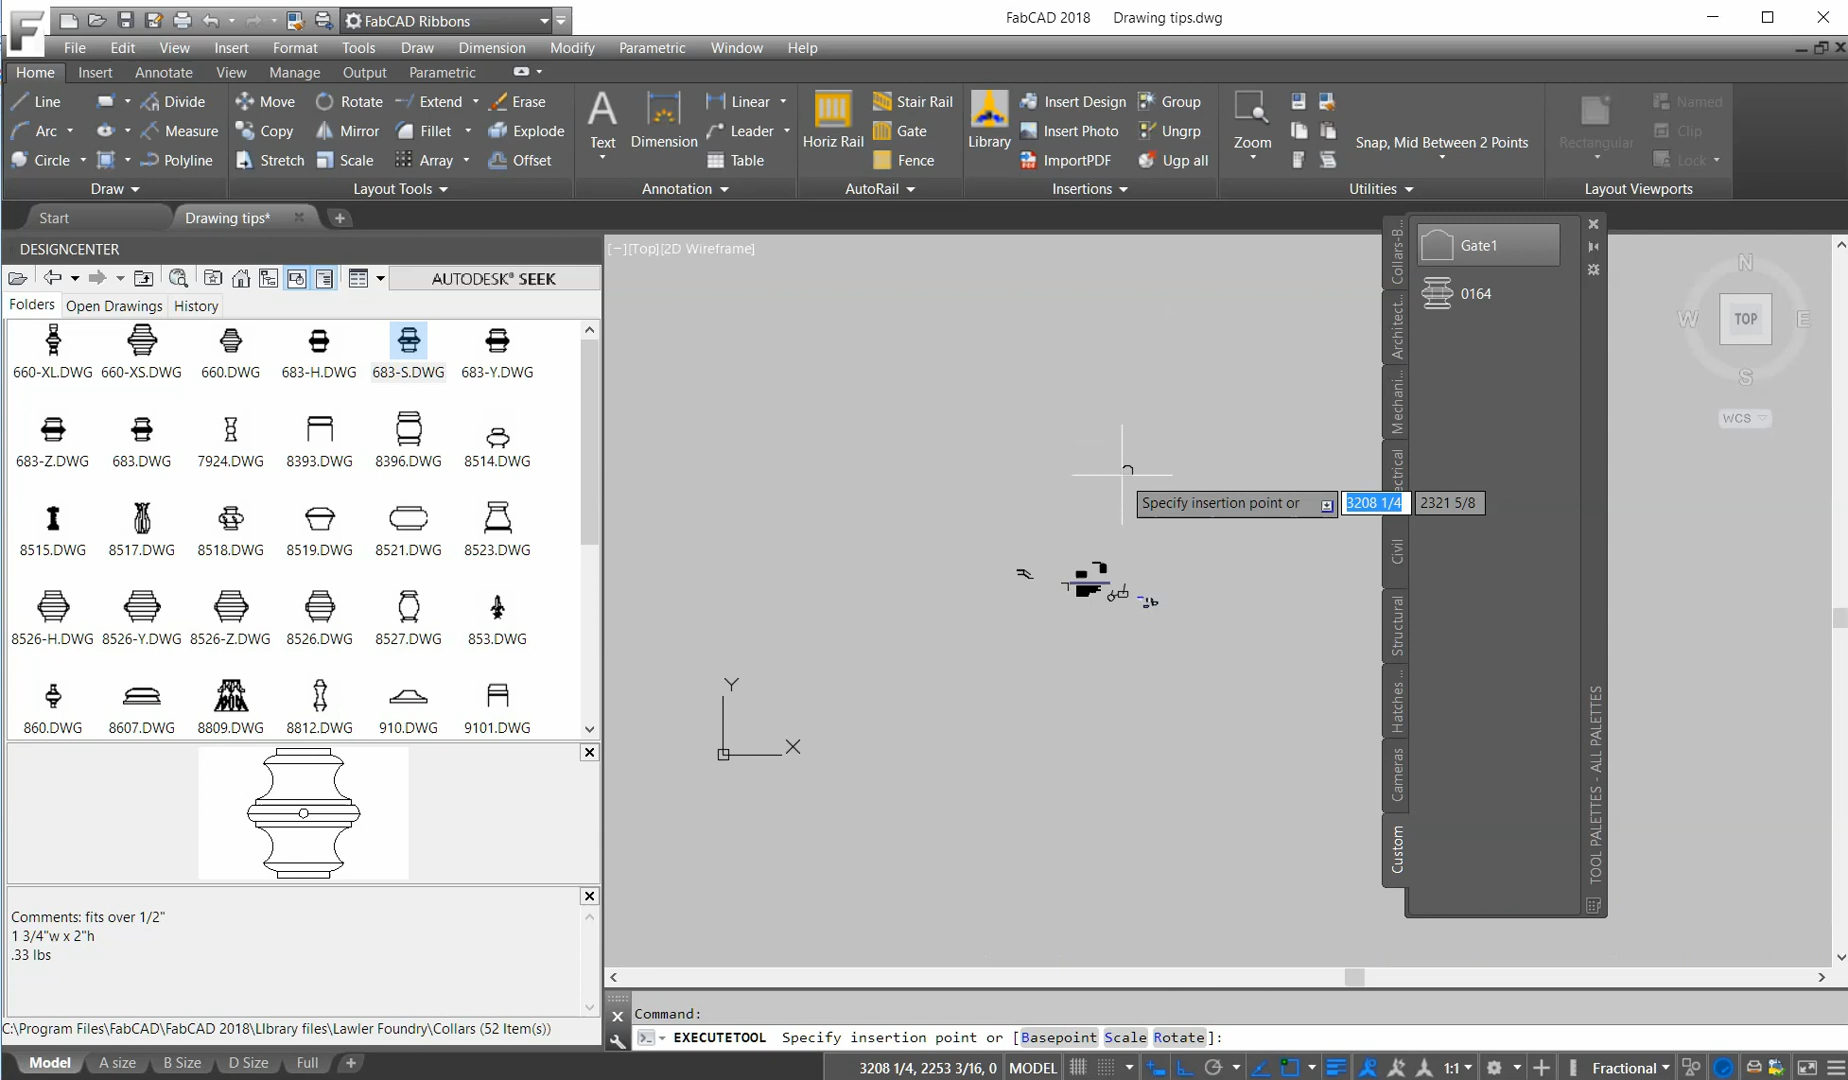 FabCAD Ribbons
FabCAD 2018 Drawing tips.dwg
File Edit View Insert Format Tools Draw Dimension Modify Parametric Window Help
Home Insert Annotate View Manage Output Parametric
Line Divide Move Rotate Extend Erase Linear Stair Rail Insert Design Group Named
Arc Measure Copy Mirror Fillet Explode Text Dimension Leader Horiz Rail Gate Library Insert Photo Ungrp Zoom Snap, Mid Between 2 Points Rectangular Clip
Circle Polyline Stretch Scale Array Offset Table Fence ImportPDF Ugp all Lock
Draw Layout Tools Annotation AutoRail Insertions Utilities Layout Viewports
Start Drawing tips*
DESIGNCENTER
AUTODESK® SEEK
Folders Open Drawings History
660-XL.DWG 660-XS.DWG 660.DWG 683-H.DWG 683-S.DWG 683-Y.DWG
683-Z.DWG 683.DWG 7924.DWG 8393.DWG 8396.DWG 8514.DWG
8515.DWG 8517.DWG 8518.DWG 8519.DWG 8521.DWG 8523.DWG
8526-H.DWG 8526-Y.DWG 8526-Z.DWG 8526.DWG 8527.DWG 853.DWG
860.DWG 8607.DWG 8809.DWG 8812.DWG 910.DWG 9101.DWG
Comments: fits over 1/2"
1 3/4"w x 2"h
.33 lbs
C:\Program Files\FabCAD\FabCAD 2018\LIbrary files\Lawler Foundry\Collars (52 Item(s))
[−][Top][2D Wireframe]
Specify insertion point or 3208 1/4 2321 5/8
Y
X
Collars-B...
Architect...
Mechani...
ectrical
Civil
Structural
Hatches ...
Cameras
Custom
Gate1
0164
TOOL PALETTES - ALL PALETTES
N
W TOP E
S
WCS
Command:
EXECUTETOOL Specify insertion point or [Basepoint Scale Rotate]:
Model A size B Size D Size Full
3208 1/4, 2253 3/16, 0 MODEL 1:1 Fractional